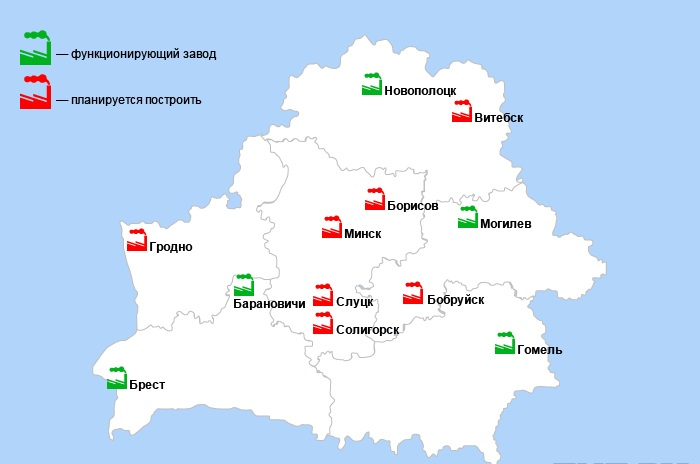 — функционирующий завод
— планируется построить
Новополоцк
Витебск
Борисов
Могилев
Минск
Гродно
Барановичи
Слуцк
Бобруйск
Солигорск
Гомель
Брест